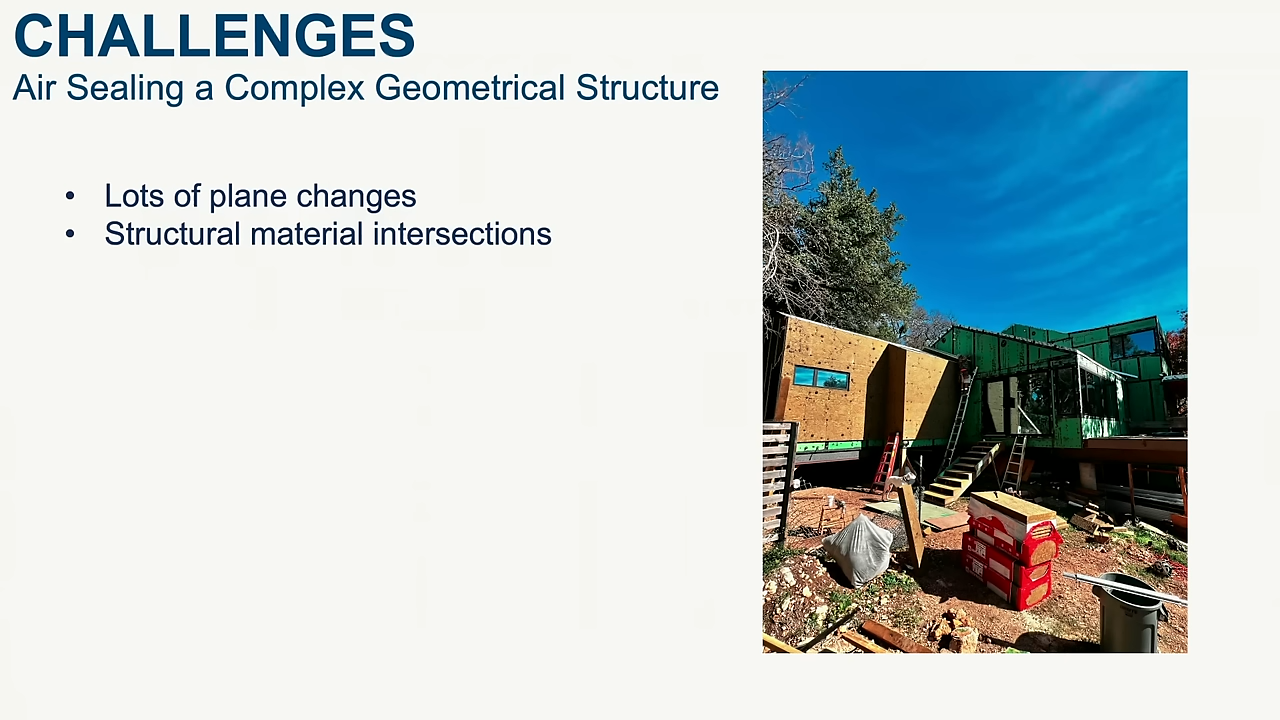 CHALLENGES
Air Sealing a Complex Geometrical Structure
• Lots of plane changes
• Structural material intersections